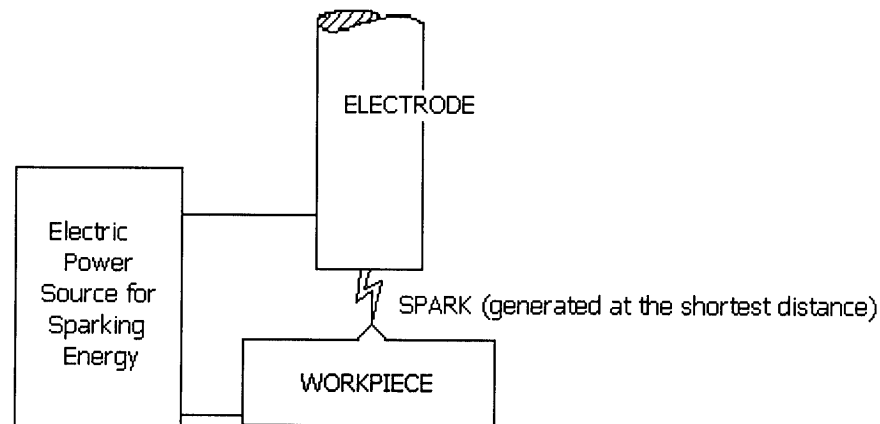 ELECTRODE
Electric
Power
Source for
Sparking
Energy
SPARK (generated at the shortest distance)
WORKPIECE